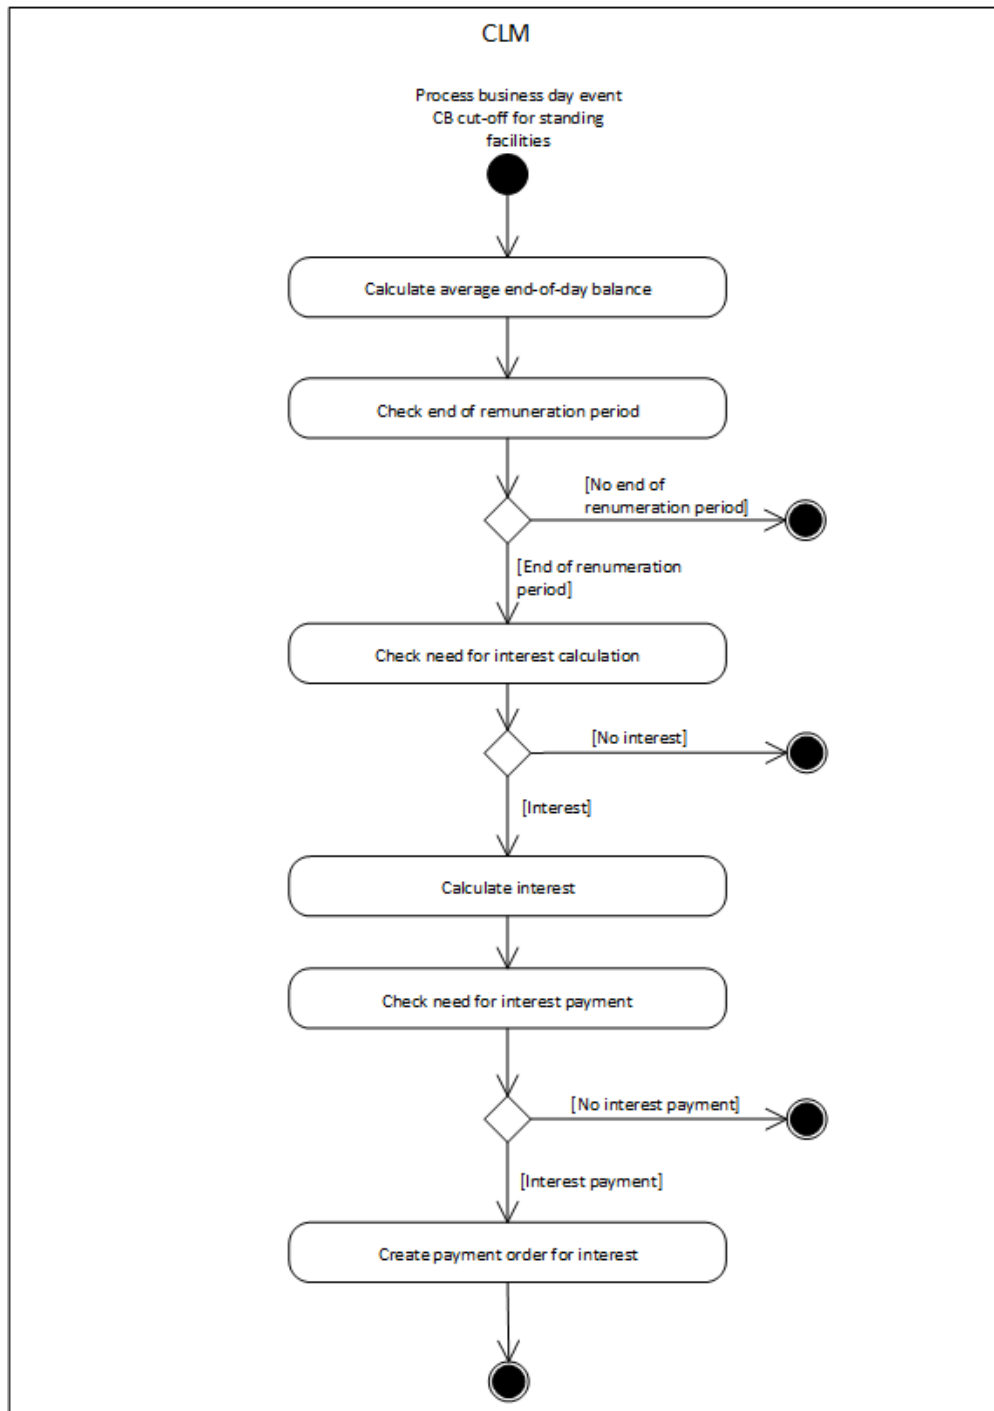 CLM
Process business day event
CB cut-off for standing
facilities
Calculate average end-of-day balance
Check end of remuneration period
[No end of
renumeration period]
[End of renumeration
period]
Check need for interest calculation
[No interest]
[Interest]
Calculate interest
Check need for interest payment
[No interest payment]
[Interest payment]
Create payment order for interest